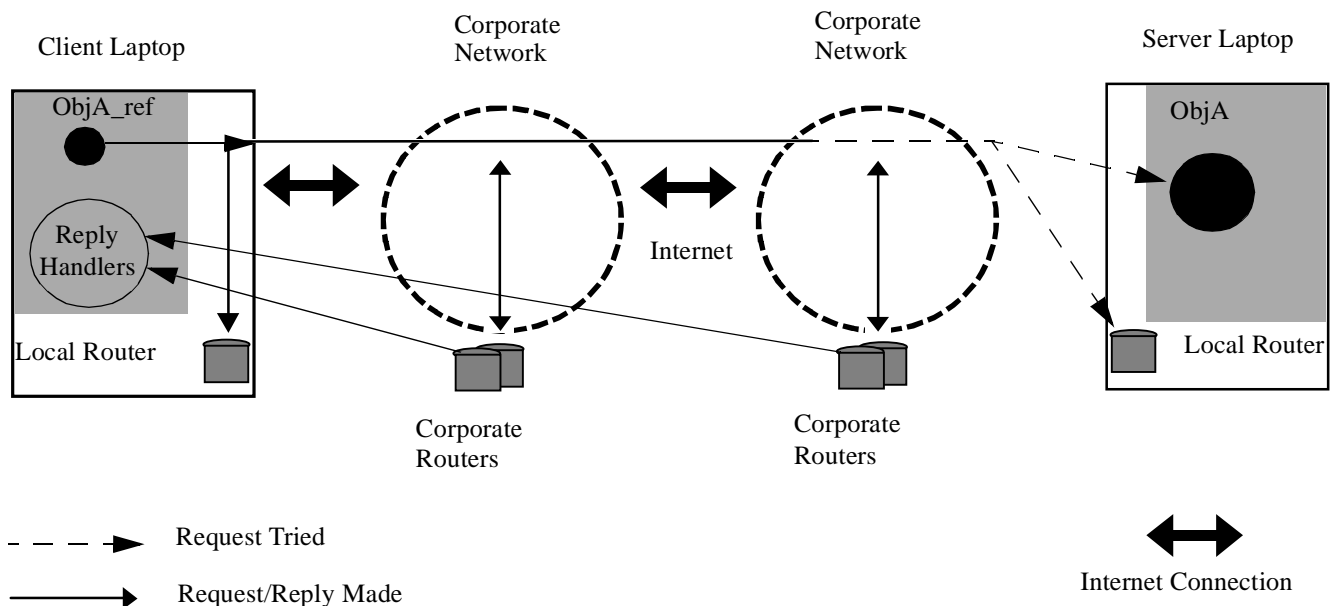 Client Laptop
Corporate
Network
Corporate
Network
Server Laptop
ObjA_ref
ObjA
Reply
Handlers
Internet
Local Router
Local Router
Corporate
Routers
Corporate
Routers
Request Tried
Request/Reply Made
Internet Connection